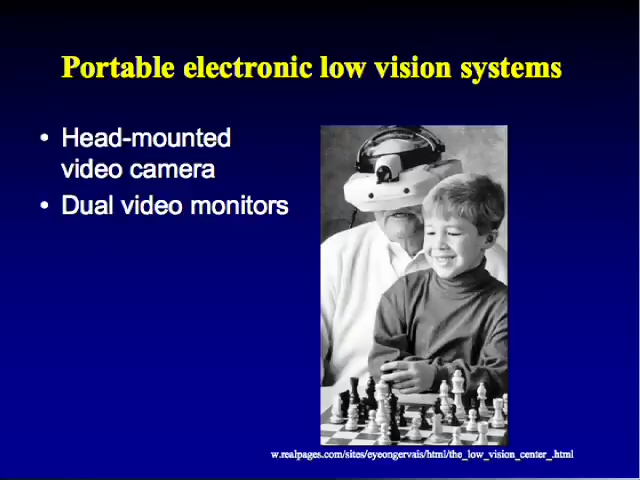 Portable electronic low vision systems
• Head-mounted
video camera
• Dual video monitors
w.realpages.com/sites/eyeongervais/html/the_low_vision_center_.html